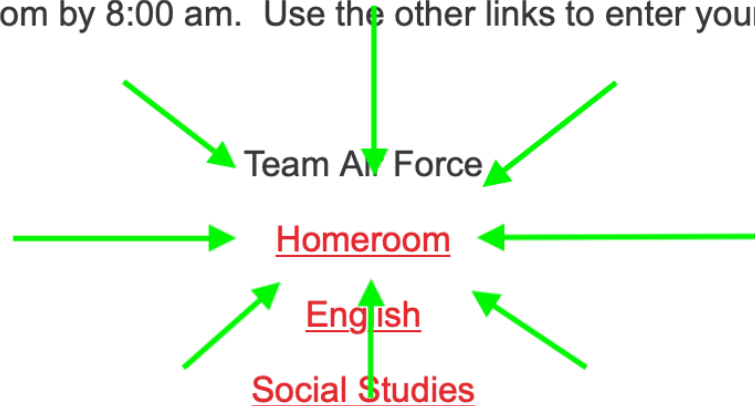 om by 8:00 am.  Use the other links to enter your
Team Air Force
Homeroom
English
Social Studies